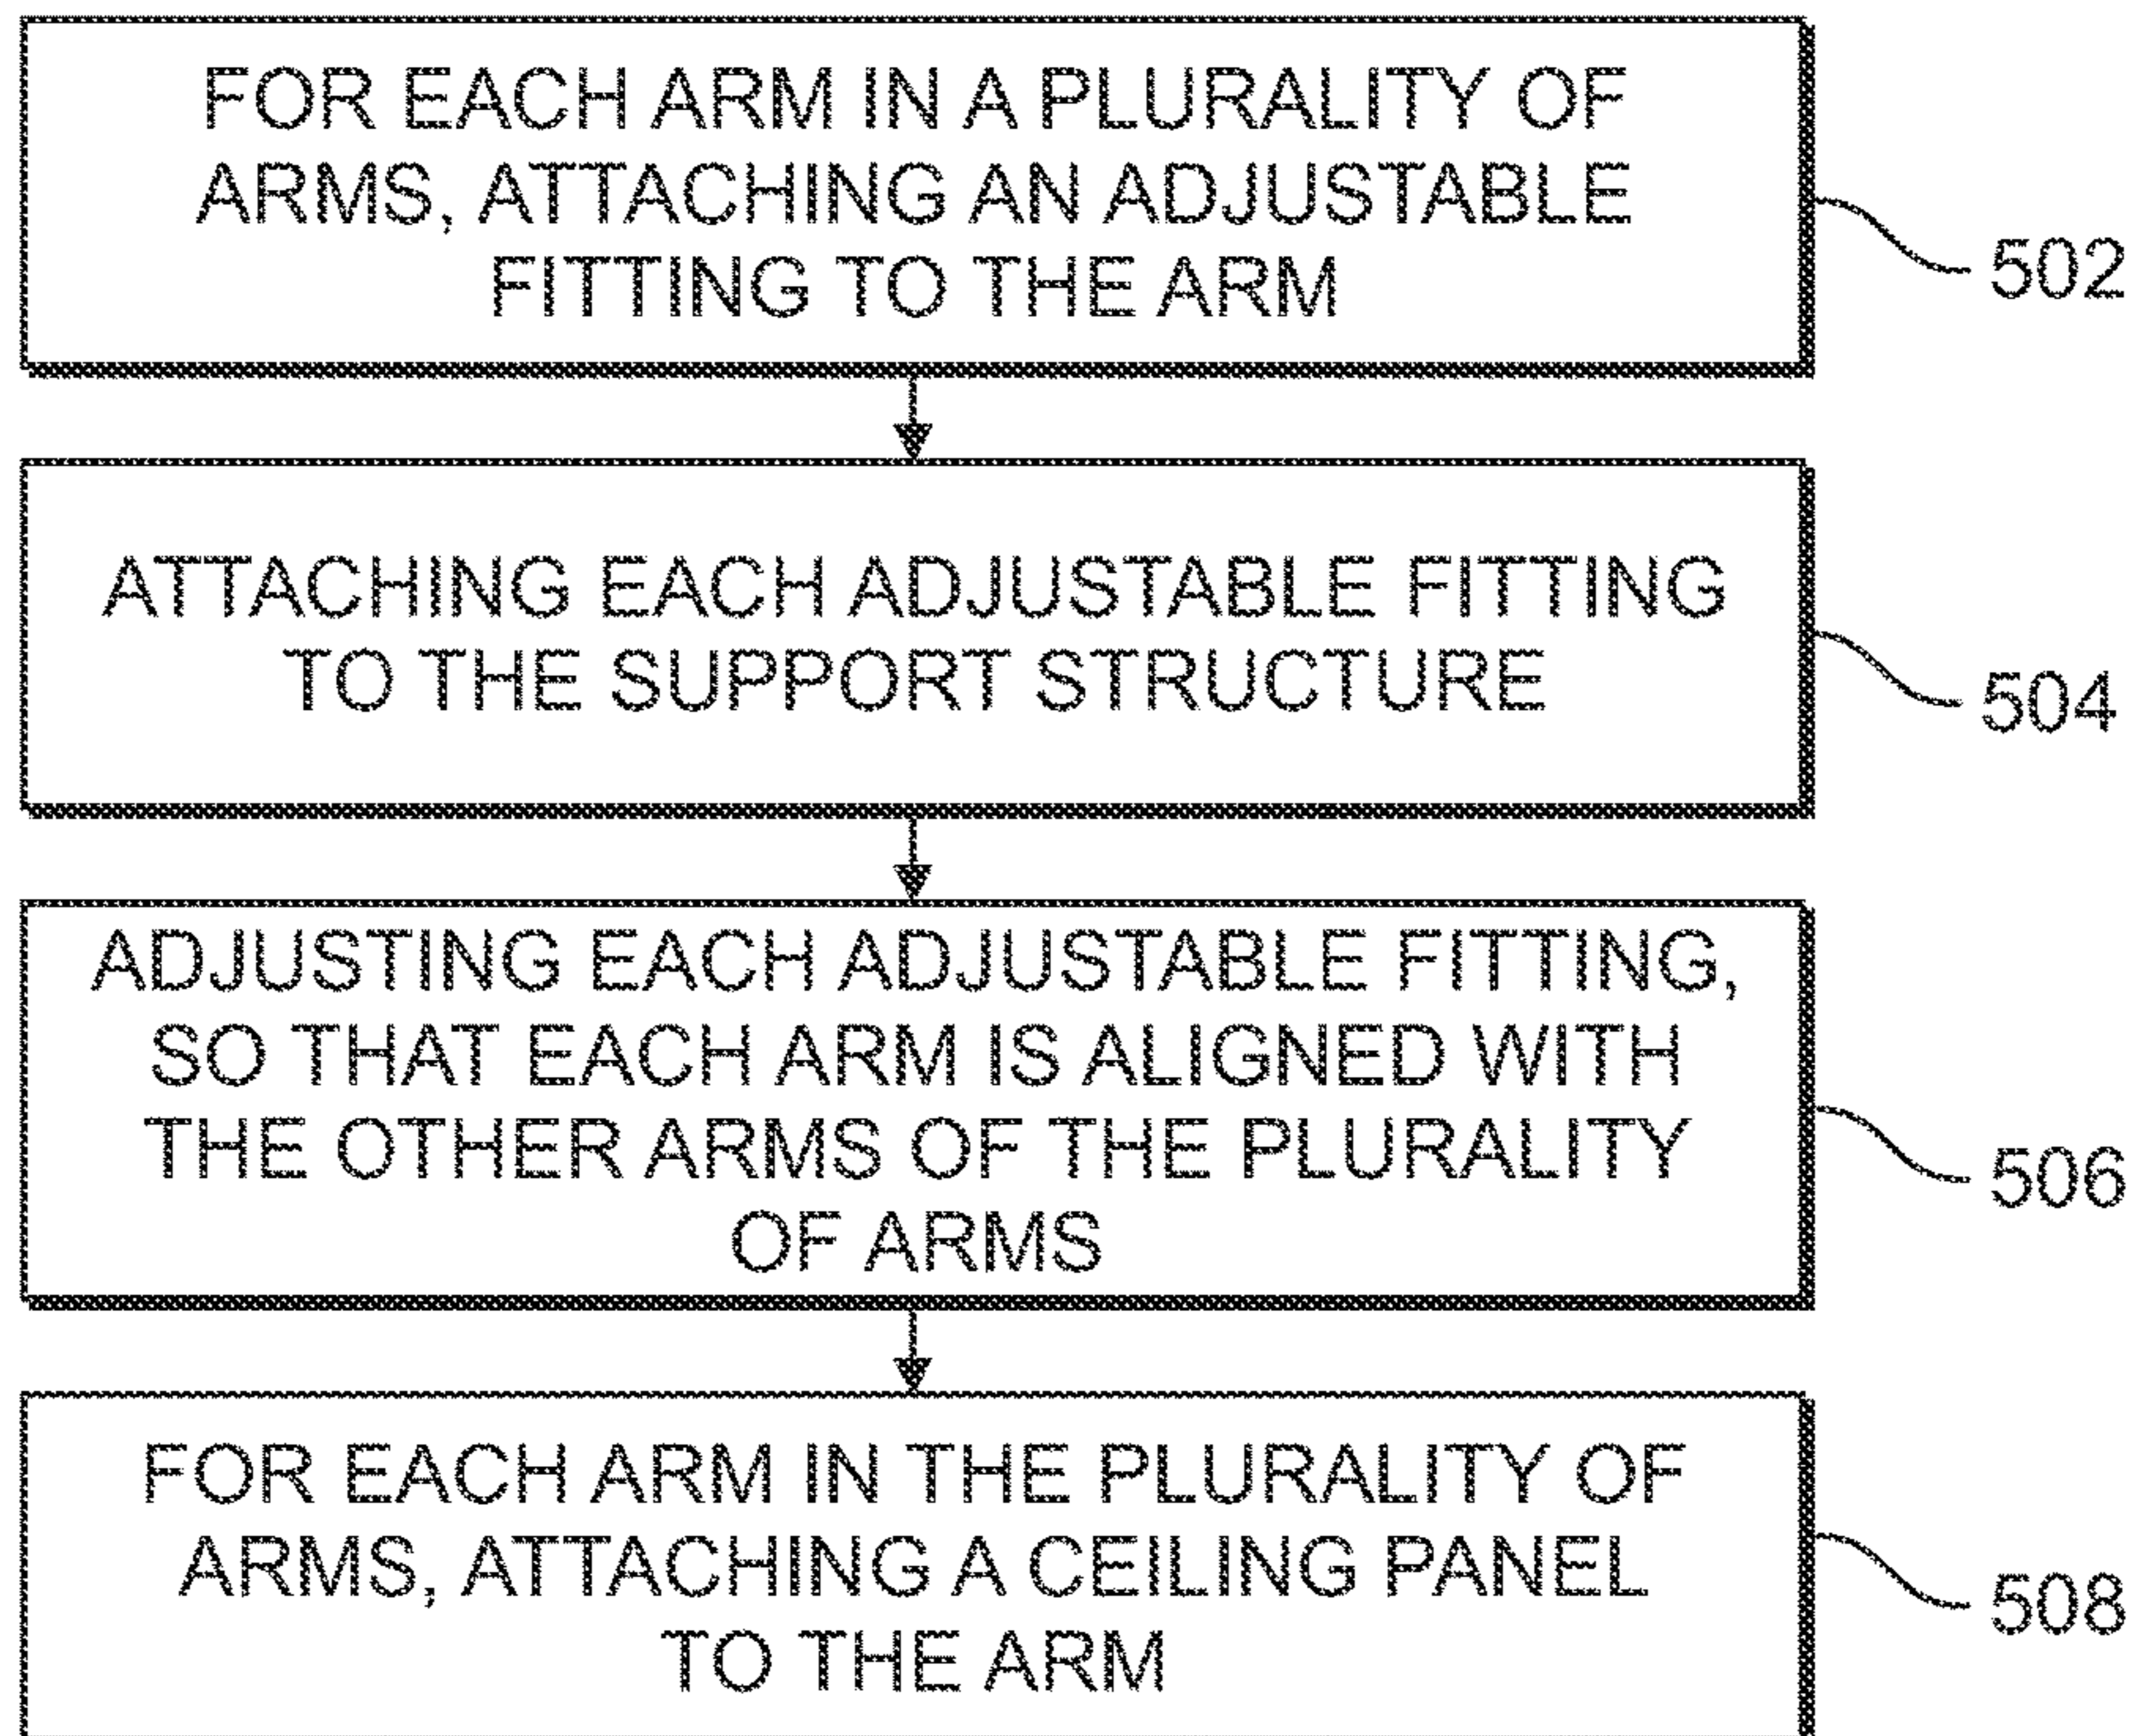 FOR EACH ARM IN A PLURALITY OF
ARMS, ATTACHING AN ADJUSTABLE
FITTING TO THE ARM
502
ATTACHING EACH ADJUSTABLE FITTING
TO THE SUPPORT STRUCTURE
504
ADJUSTING EACH ADJUSTABLE FITTING,
SO THAT EACH ARM IS ALIGNED WITH
THE OTHER ARMS OF THE PLURALITY
OF ARMS
506
FOR EACH ARM IN THE PLURALITY OF
ARMS, ATTACHING A CEILING PANEL
TO THE ARM
508